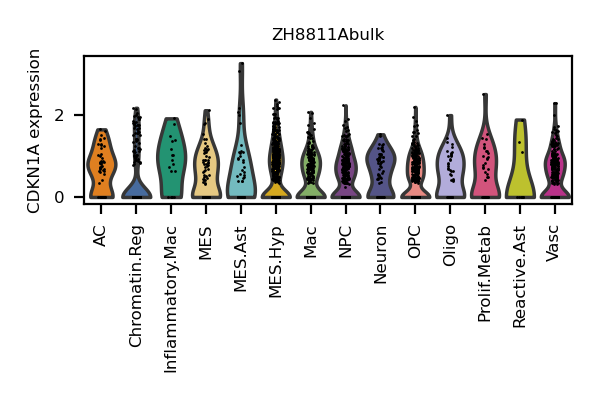 ZH8811Abulk
CDKN1A expression
2
0
AC
Chromatin.Reg
Inflammatory.Mac
MES
MES.Ast
MES.Hyp
Mac
NPC
Neuron
OPC
Oligo
Prolif.Metab
Reactive.Ast
Vasc